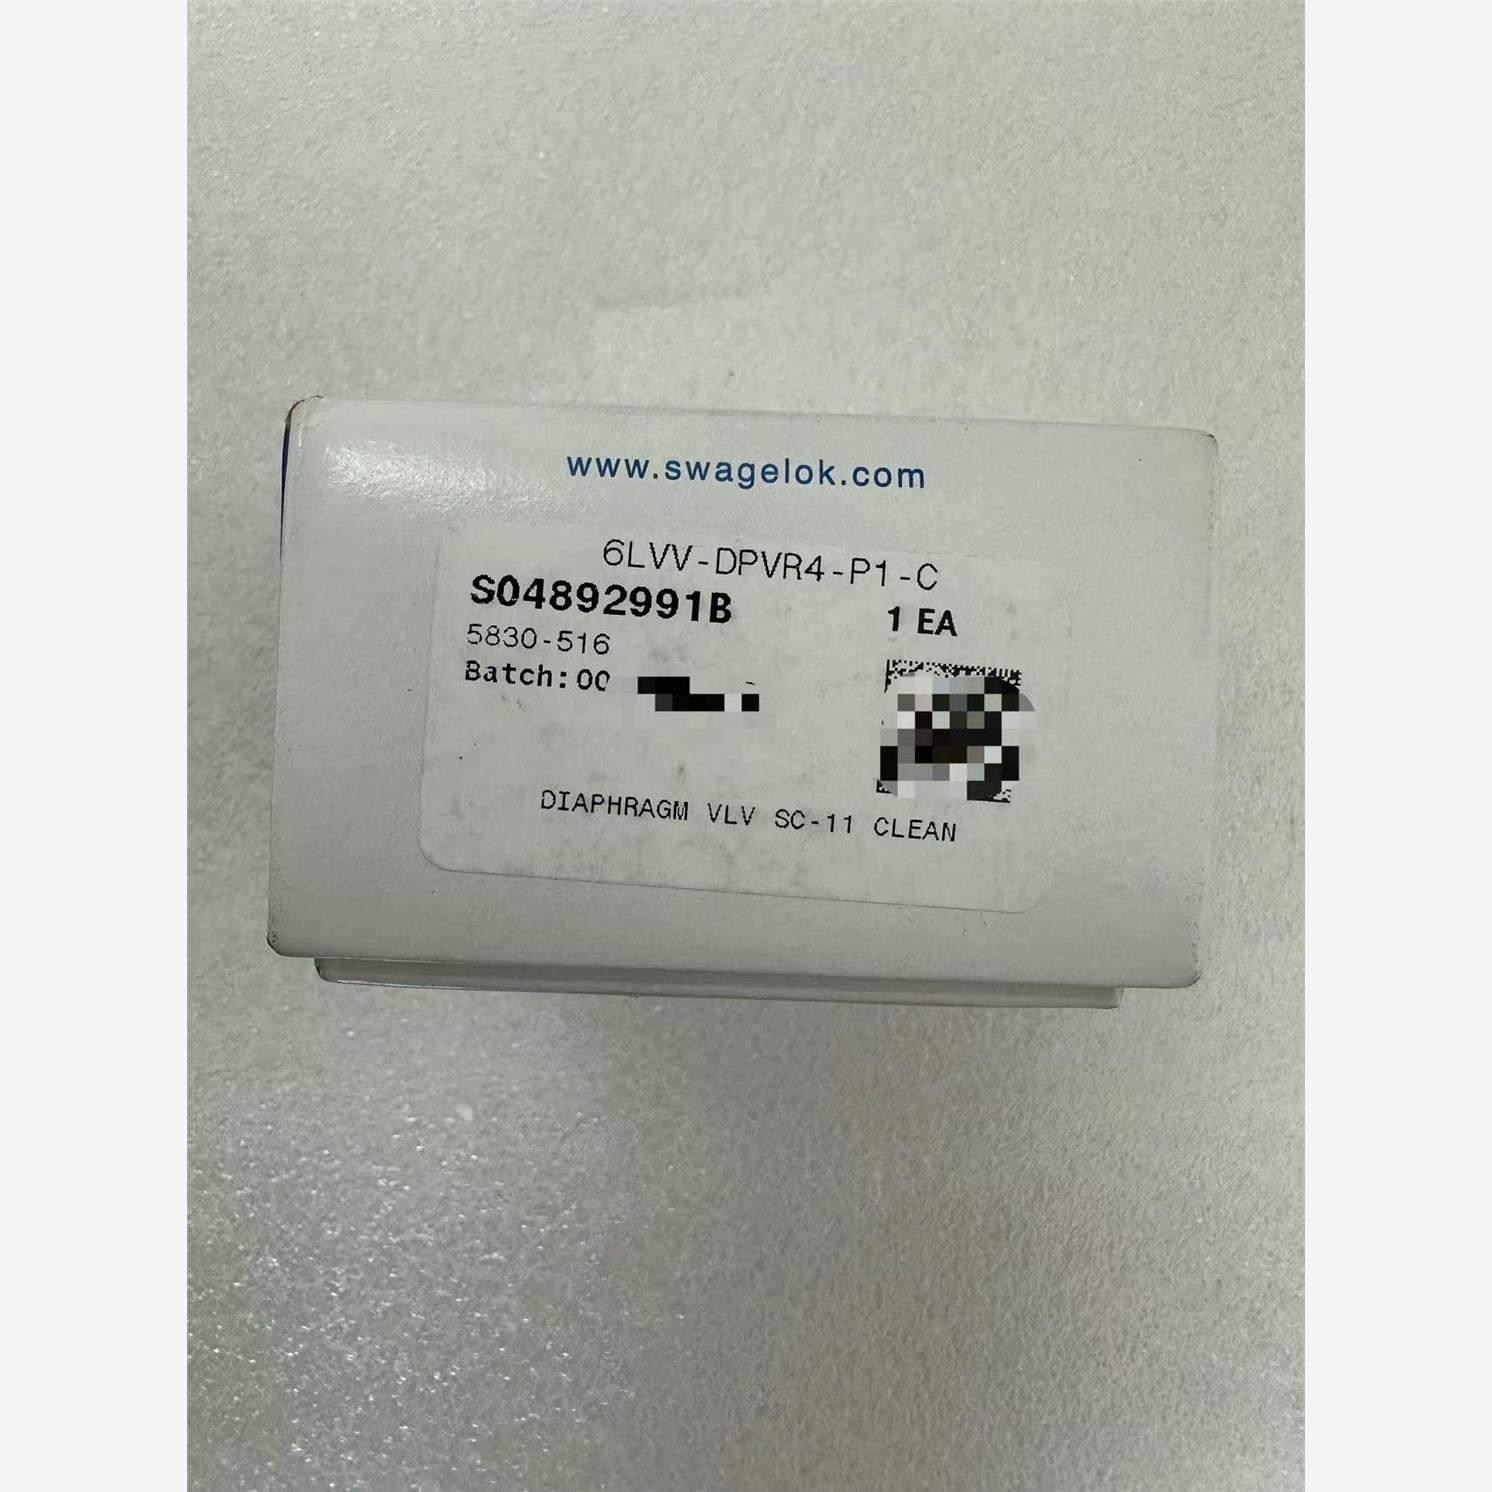 www.swagelok.com
6LVV-DPVR4-P1-C
S04892991B 1 EA
5830-516
Batch:00
DIAPHRAGM VLV SC-11 CLEAN